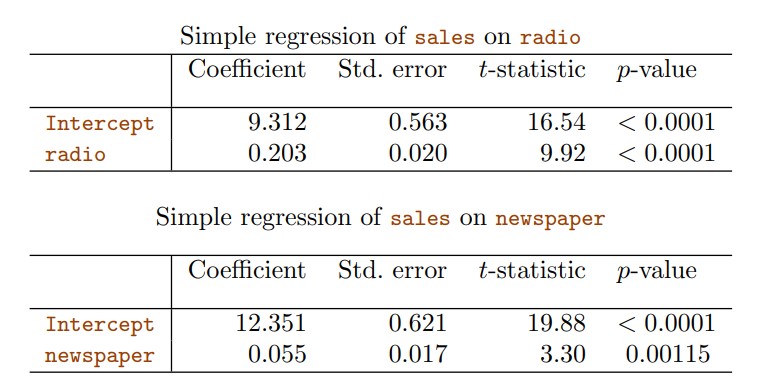 Simple regression of sales on radio
Coefficient Std. error t-statistic p-value
Intercept 9.312 0.563 16.54 < 0.0001
radio 0.203 0.020 9.92 < 0.0001
Simple regression of sales on newspaper
Coefficient Std. error t-statistic p-value
Intercept 12.351 0.621 19.88 < 0.0001
newspaper 0.055 0.017 3.30 0.00115